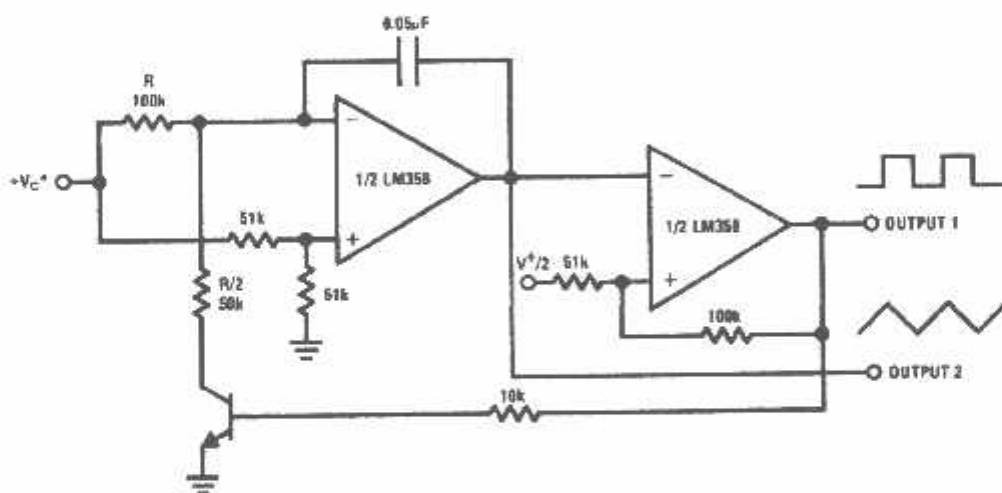 0.05μF
R
100k
+VC*
1/2 LM358
51k
R/2
50k
51k
1/2 LM358
V+/2
51k
100k
OUTPUT 1
OUTPUT 2
10k